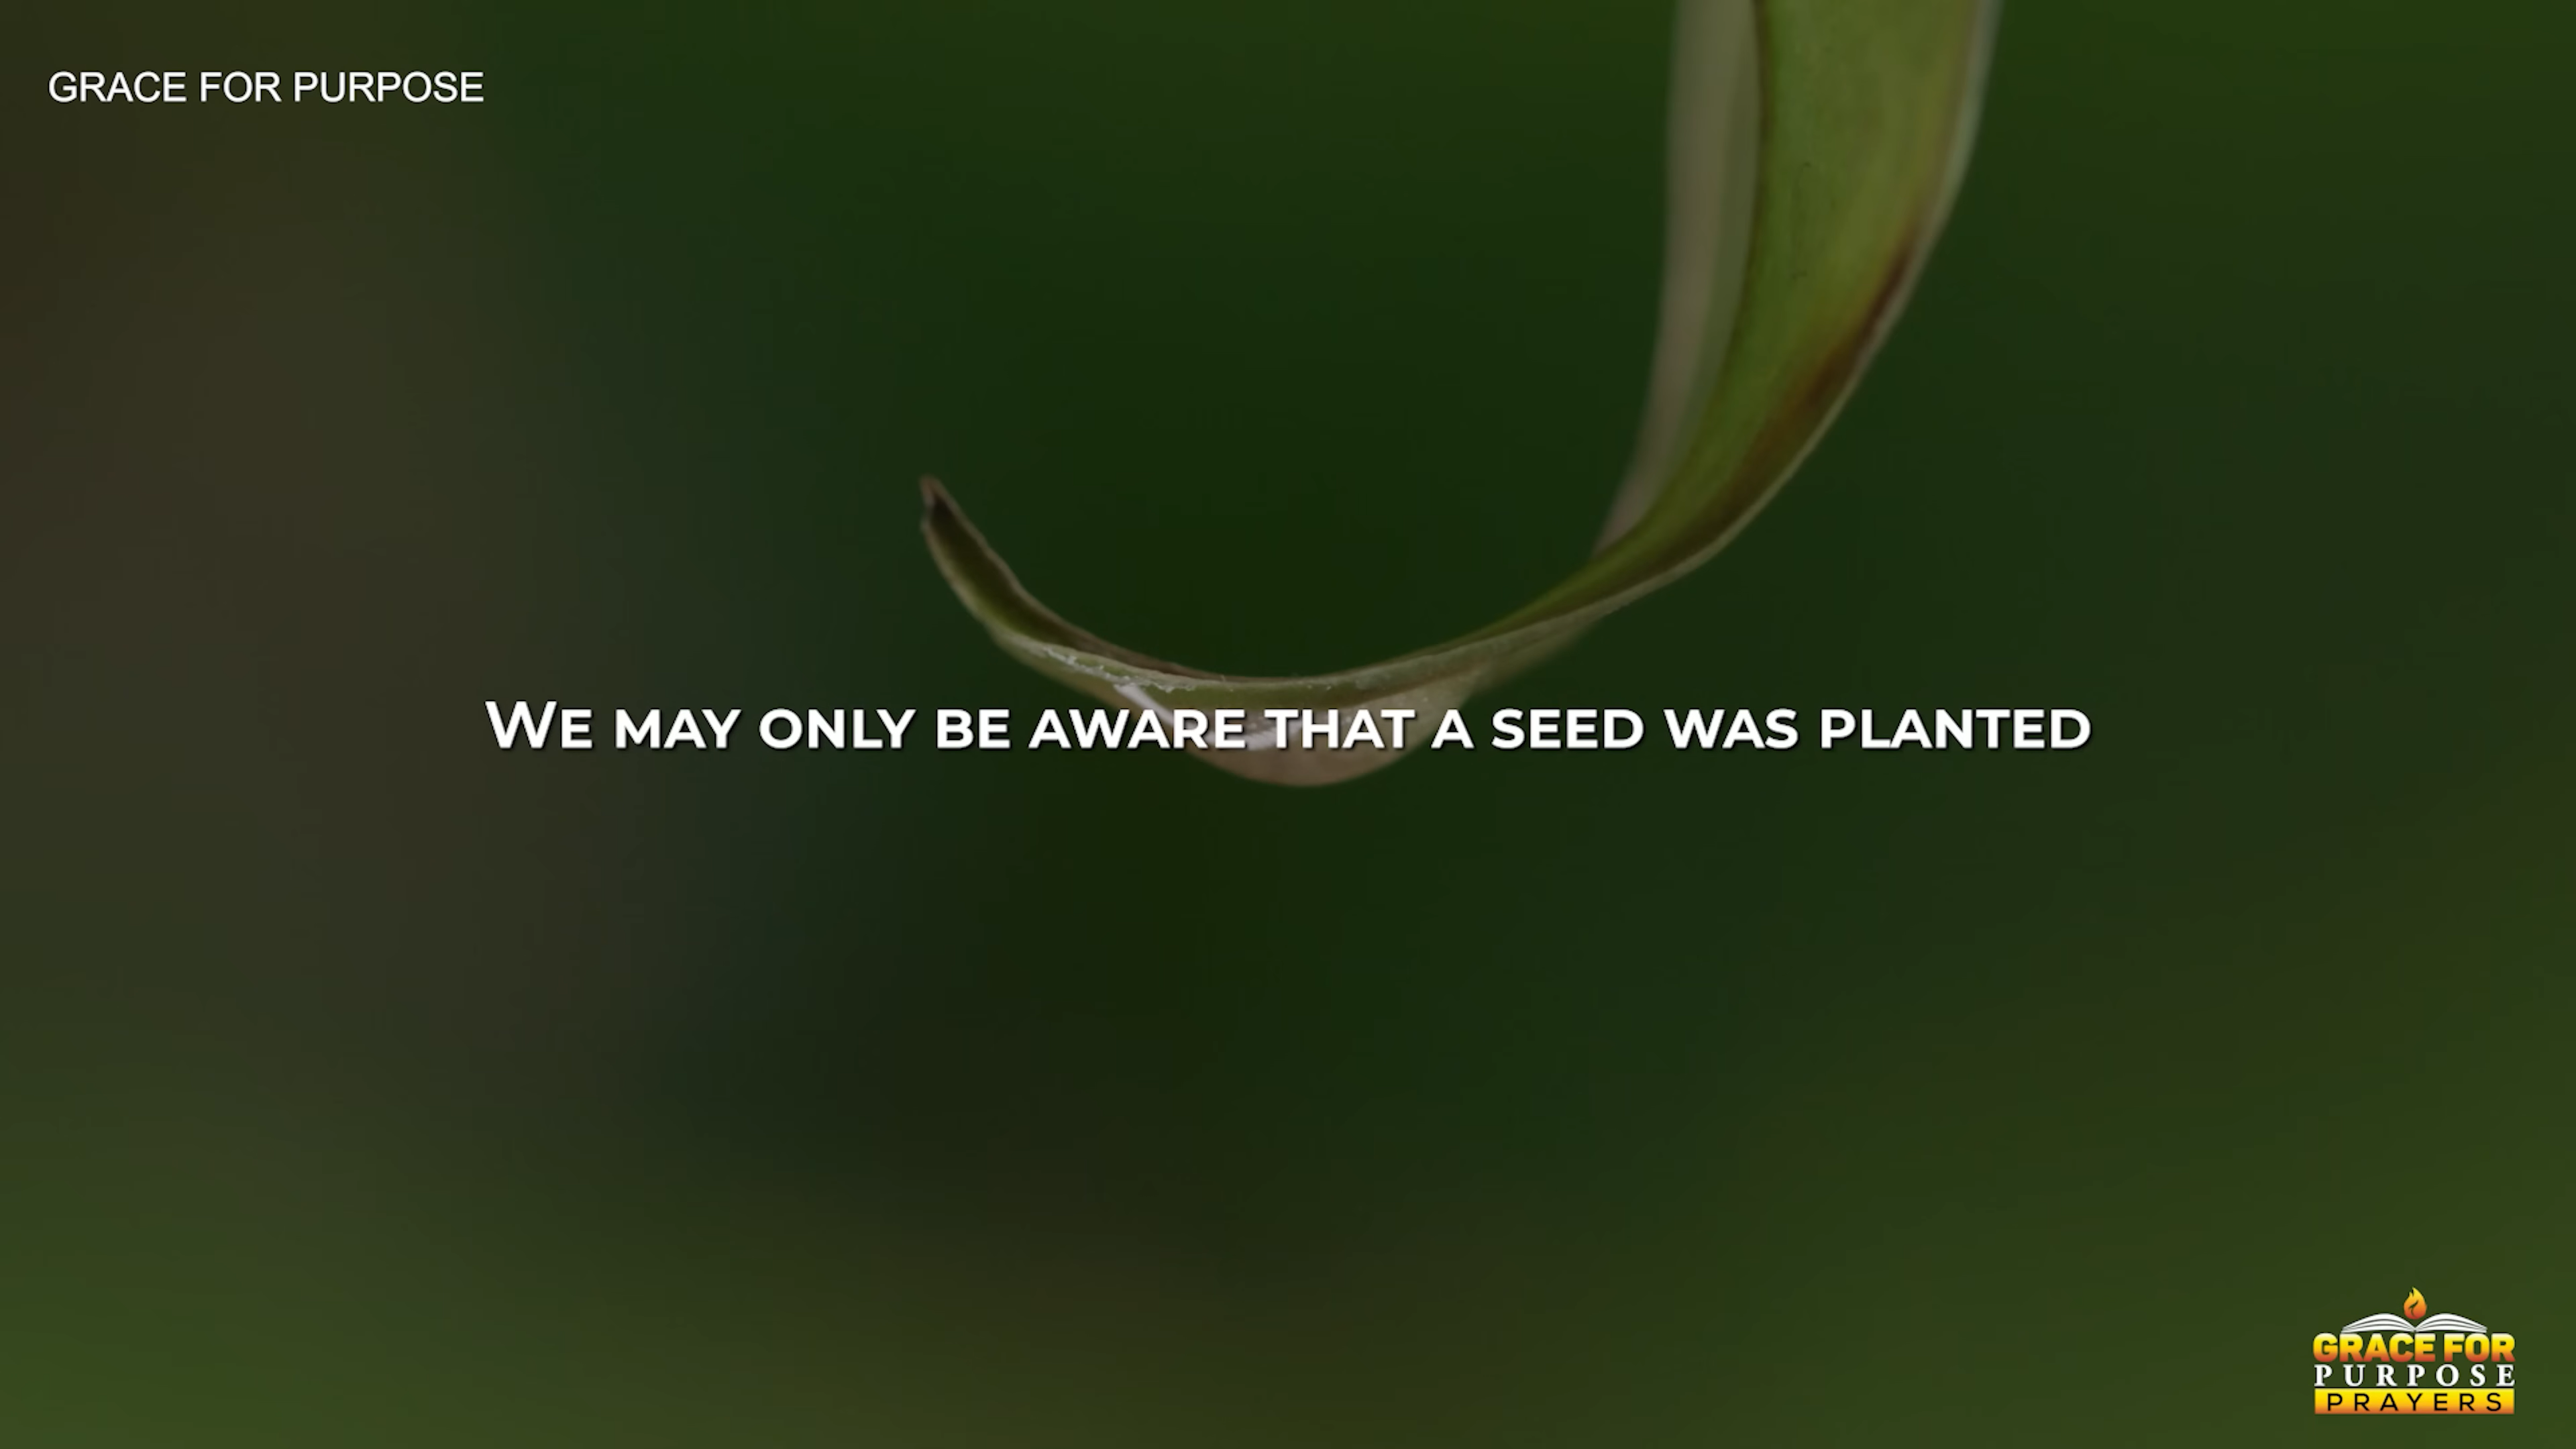 GRACE FOR PURPOSE
WE MAY ONLY BE AWARE THAT A SEED WAS PLANTED
GRACE FOR
PURPOSE
PRAYERS